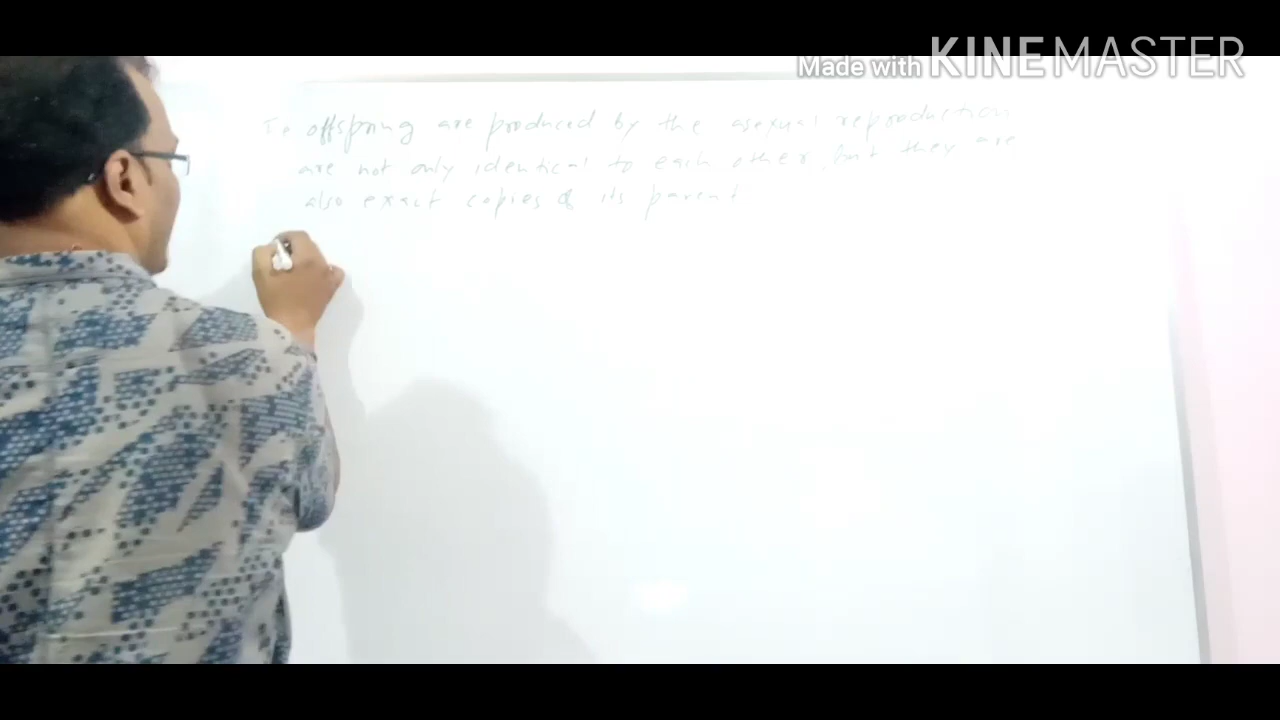 Made with KINEMASTER
offspring are produced by the asexual reproduction
are not only identical to each other, but they are
also exact copies of its parent